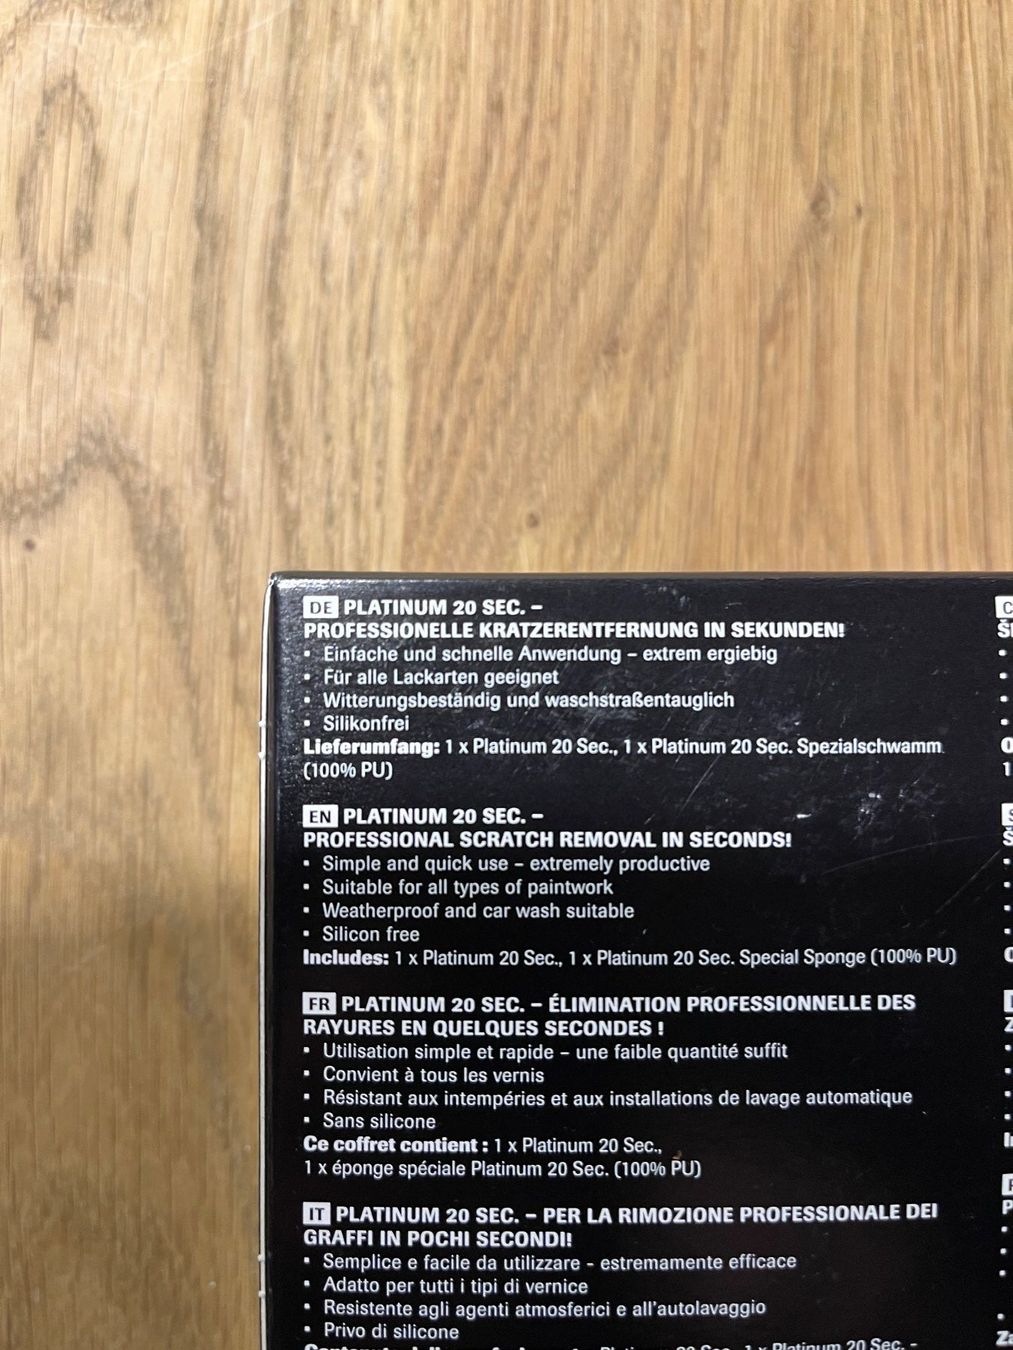 DE PLATINUM 20 SEC. –
PROFESSIONELLE KRATZERENTFERNUNG IN SEKUNDEN!
• Einfache und schnelle Anwendung – extrem ergiebig
• Für alle Lackarten geeignet
• Witterungsbeständig und waschstraßentauglich
• Silikonfrei
Lieferumfang: 1 x Platinum 20 Sec., 1 x Platinum 20 Sec. Spezialschwamm
(100% PU)
EN PLATINUM 20 SEC. –
PROFESSIONAL SCRATCH REMOVAL IN SECONDS!
• Simple and quick use – extremely productive
• Suitable for all types of paintwork
• Weatherproof and car wash suitable
• Silicon free
Includes: 1 x Platinum 20 Sec., 1 x Platinum 20 Sec. Special Sponge (100% PU)
FR PLATINUM 20 SEC. – ÉLIMINATION PROFESSIONNELLE DES
RAYURES EN QUELQUES SECONDES !
• Utilisation simple et rapide – une faible quantité suffit
• Convient à tous les vernis
• Résistant aux intempéries et aux installations de lavage automatique
• Sans silicone
Ce coffret contient : 1 x Platinum 20 Sec.,
1 x éponge spéciale Platinum 20 Sec. (100% PU)
IT PLATINUM 20 SEC. – PER LA RIMOZIONE PROFESSIONALE DEI
GRAFFI IN POCHI SECONDI!
• Semplice e facile da utilizzare - estremamente efficace
• Adatto per tutti i tipi di vernice
• Resistente agli agenti atmosferici e all'autolavaggio
• Privo di silicone
Platinum 20 Sec. -